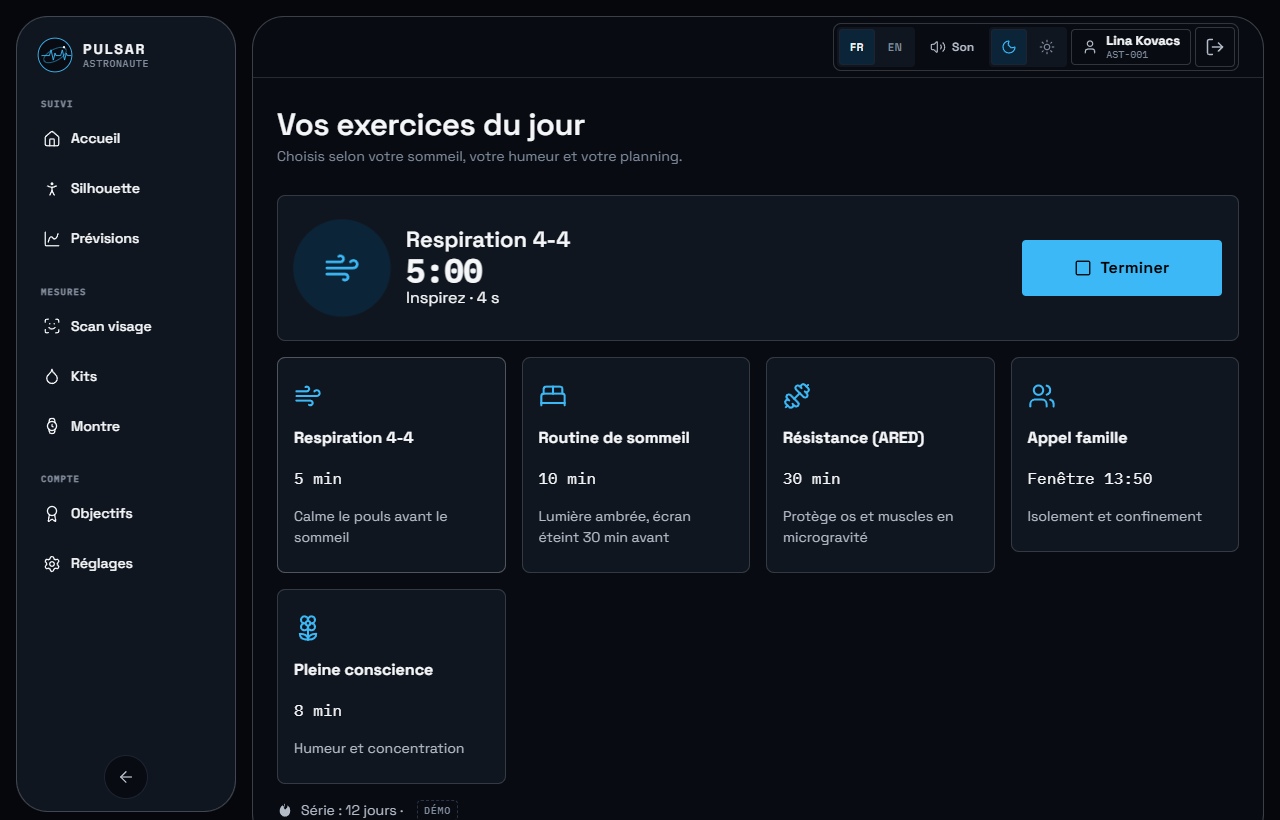 PULSAR
ASTRONAUTE
SUIVI
Accueil
Silhouette
Prévisions
MESURES
Scan visage
Kits
Montre
COMPTE
Objectifs
Réglages
FR
EN
Son
Lina Kovacs
AST-001
Vos exercices du jour
Choisis selon votre sommeil, votre humeur et votre planning.
Respiration 4-4
5:00
Inspirez · 4 s
Terminer
Respiration 4-4
5 min
Calme le pouls avant le
sommeil
Routine de sommeil
10 min
Lumière ambrée, écran
éteint 30 min avant
Résistance (ARED)
30 min
Protège os et muscles en
microgravité
Appel famille
Fenêtre 13:50
Isolement et confinement
Pleine conscience
8 min
Humeur et concentration
Série : 12 jours ·
DÉMO